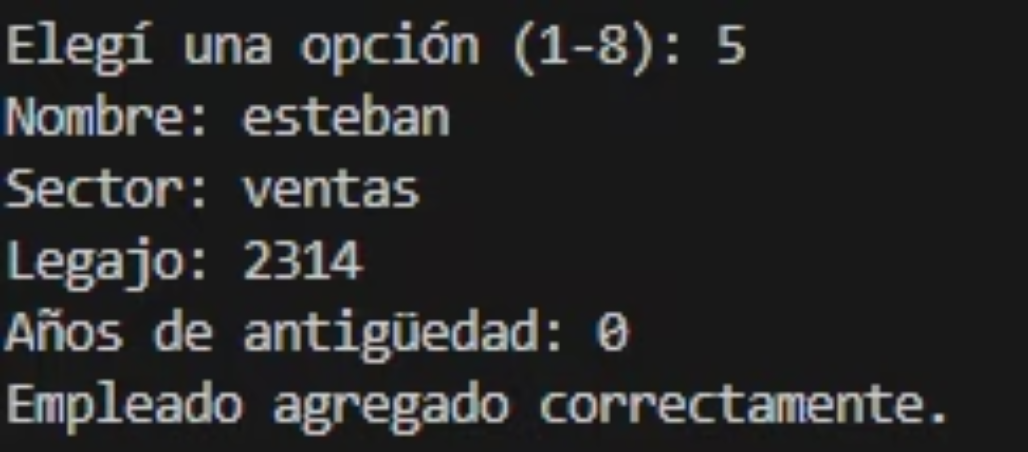 Elegí una opción (1-8): 5
Nombre: esteban
Sector: ventas
Legajo: 2314
Años de antigüedad: 0
Empleado agregado correctamente.